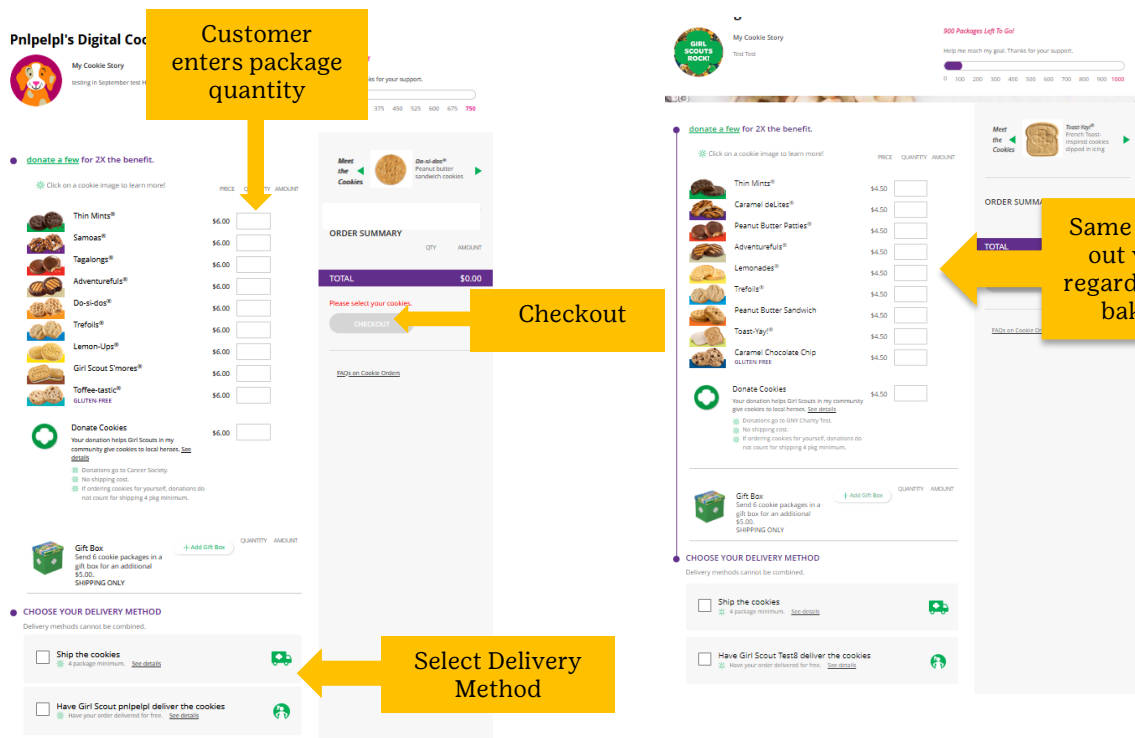 Pnlpelpl's Digital Coo
My Cookie Story
testing in September test H
Customer
enters package
quantity
es for your support.
375 450 525 600 675 750
donate a few for 2X the benefit.
Click on a cookie image to learn more!
PRICE QUANTITY AMOUNT
Thin Mints® $6.00
Samoas® $6.00
Tagalongs® $6.00
Adventurefuls® $6.00
Do-si-dos® $6.00
Trefoils® $6.00
Lemon-Ups® $6.00
Girl Scout S'mores® $6.00
Toffee-tastic® $6.00
GLUTEN-FREE
Donate Cookies $6.00
Your donation helps Girl Scouts in my
community give cookies to local heroes. See
details
Donations go to Cancer Society.
No shipping cost.
If ordering cookies for yourself, donations do
not count for shipping 4 pkg minimum.
QUANTITY AMOUNT
Gift Box + Add Gift Box
Send 6 cookie packages in a
gift box for an additional
$5.00.
SHIPPING ONLY
CHOOSE YOUR DELIVERY METHOD
Delivery methods cannot be combined.
Ship the cookies
4 package minimum. See details
Have Girl Scout pnlpelpl deliver the cookies
Have your order delivered for free. See details
Meet
the
Cookies
Do-si-dos®
Peanut butter
sandwich cookies
ORDER SUMMARY
QTY AMOUNT
TOTAL $0.00
Please select your cookies.
CHECKOUT
Checkout
FAQs on Cookie Orders
Select Delivery
Method
GIRL
SCOUTS
ROCK!
My Cookie Story
Test Test
900 Packages Left To Go!
Help me reach my goal. Thanks for your support.
0 100 200 300 400 500 600 700 800 900 1000
donate a few for 2X the benefit.
Click on a cookie image to learn more!
PRICE QUANTITY AMOUNT
Thin Mints® $4.50
Caramel deLites® $4.50
Peanut Butter Patties® $4.50
Adventurefuls® $4.50
Lemonades® $4.50
Trefoils® $4.50
Peanut Butter Sandwich $4.50
Toast-Yay!® $4.50
Caramel Chocolate Chip $4.50
GLUTEN FREE
Donate Cookies $4.50
Your donation helps Girl Scouts in my community
give cookies to local heroes. See details
Donations go to GNY Charity Test.
No shipping cost.
If ordering cookies for yourself, donations do
not count for shipping 4 pkg minimum.
QUANTITY AMOUNT
Gift Box + Add Gift Box
Send 6 cookie packages in a
gift box for an additional
$5.00.
SHIPPING ONLY
CHOOSE YOUR DELIVERY METHOD
Delivery methods cannot be combined.
Ship the cookies
4 package minimum. See details
Have Girl Scout Test8 deliver the cookies
Have your order delivered for free. See details
Meet
the
Cookies
Toast-Yay!®
French Toast-
inspired cookies
dipped in icing
ORDER SUMMA
TOTAL
Same
out
regard
bak
FAQs on Cookie Or